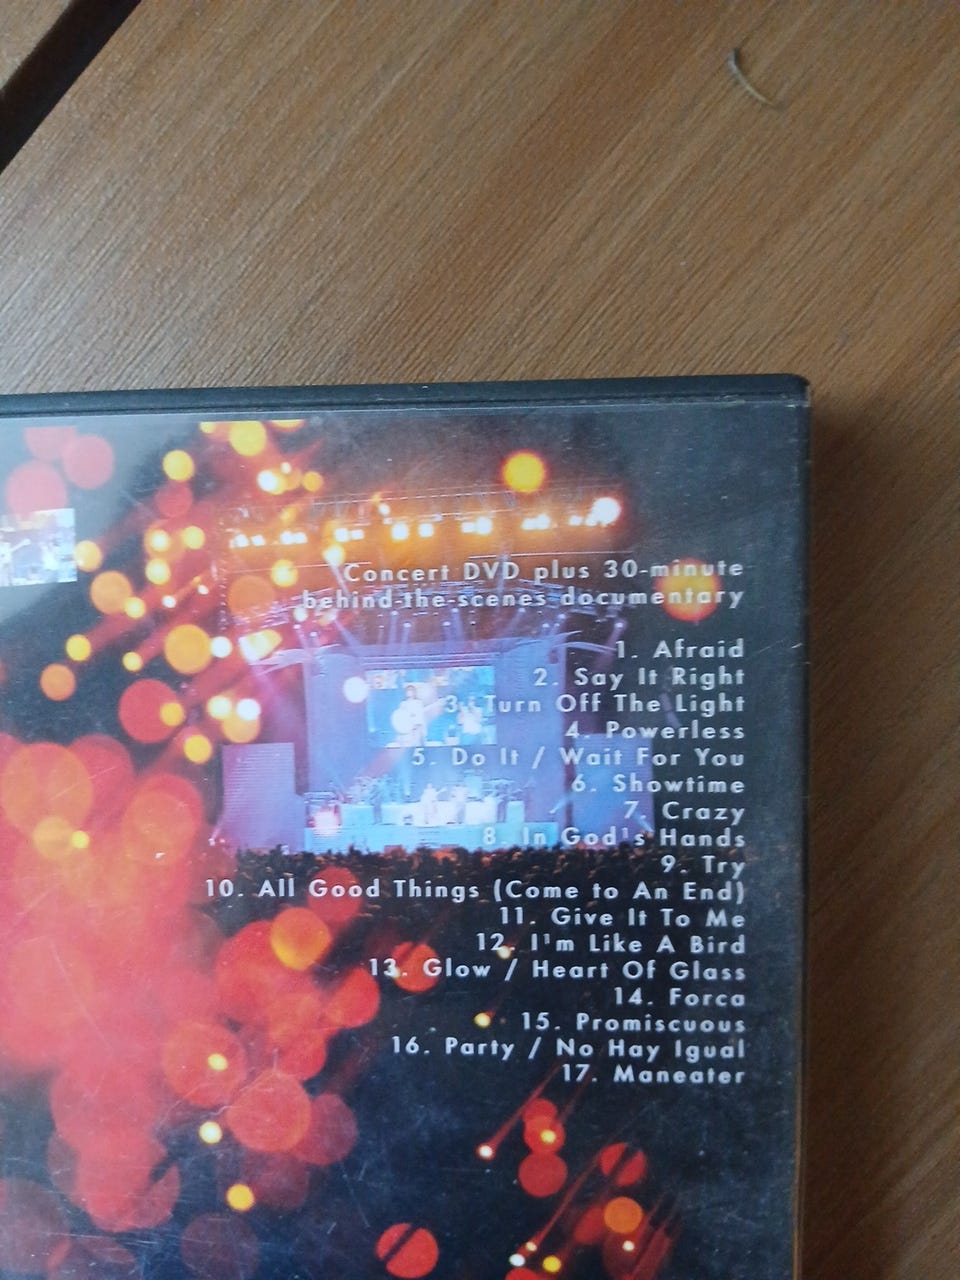 Concert DVD plus 30-minute
behind-the-scenes documentary
1. Afraid
2. Say It Right
3. Turn Off The Light
4. Powerless
5. Do It / Wait For You
6. Showtime
7. Crazy
8. In God's Hands
9. Try
10. All Good Things (Come to An End)
11. Give It To Me
12. I'm Like A Bird
13. Glow / Heart Of Glass
14. Forca
15. Promiscuous
16. Party / No Hay Igual
17. Maneater